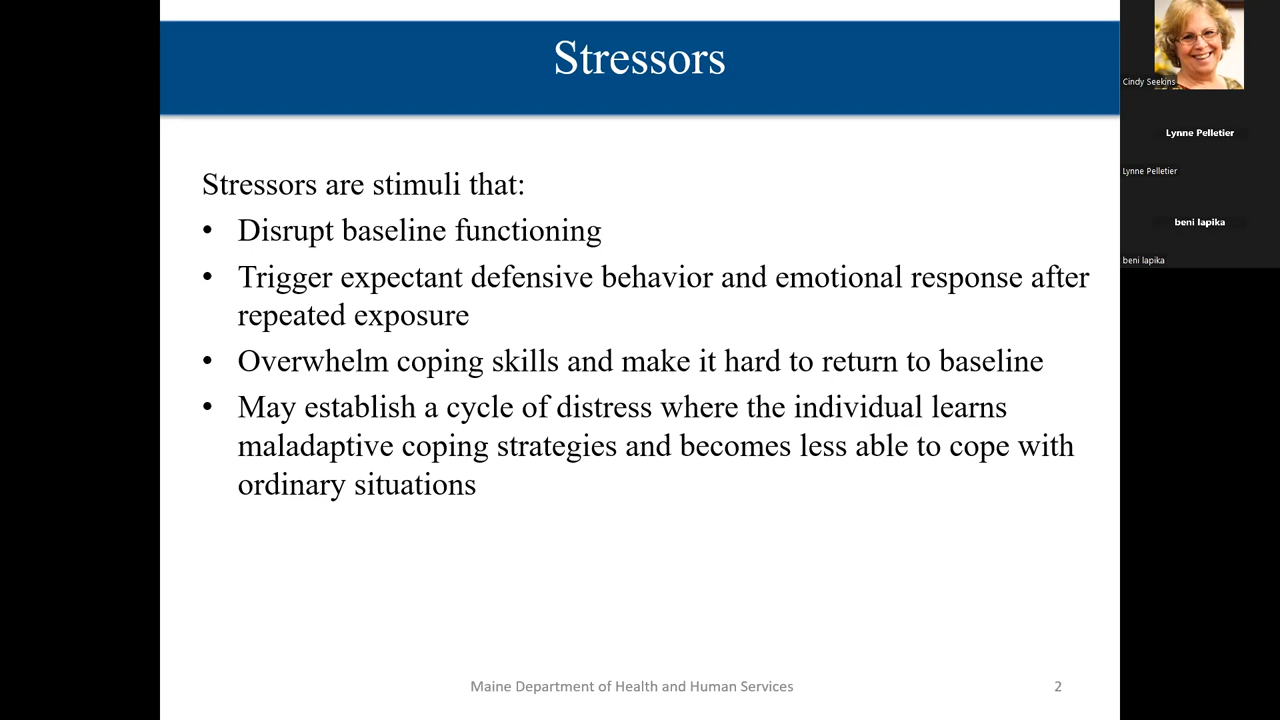 Stressors
Stressors are stimuli that:
• Disrupt baseline functioning
• Trigger expectant defensive behavior and emotional response after
repeated exposure
• Overwhelm coping skills and make it hard to return to baseline
• May establish a cycle of distress where the individual learns
maladaptive coping strategies and becomes less able to cope with
ordinary situations
Maine Department of Health and Human Services
2
Cindy Seekins
Lynne Pelletier
Lynne Pelletier
beni lapika
beni lapika